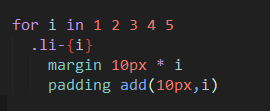 for i in 1 2 3 4 5
  .li-{i}
    margin 10px * i
    padding add(10px,i)